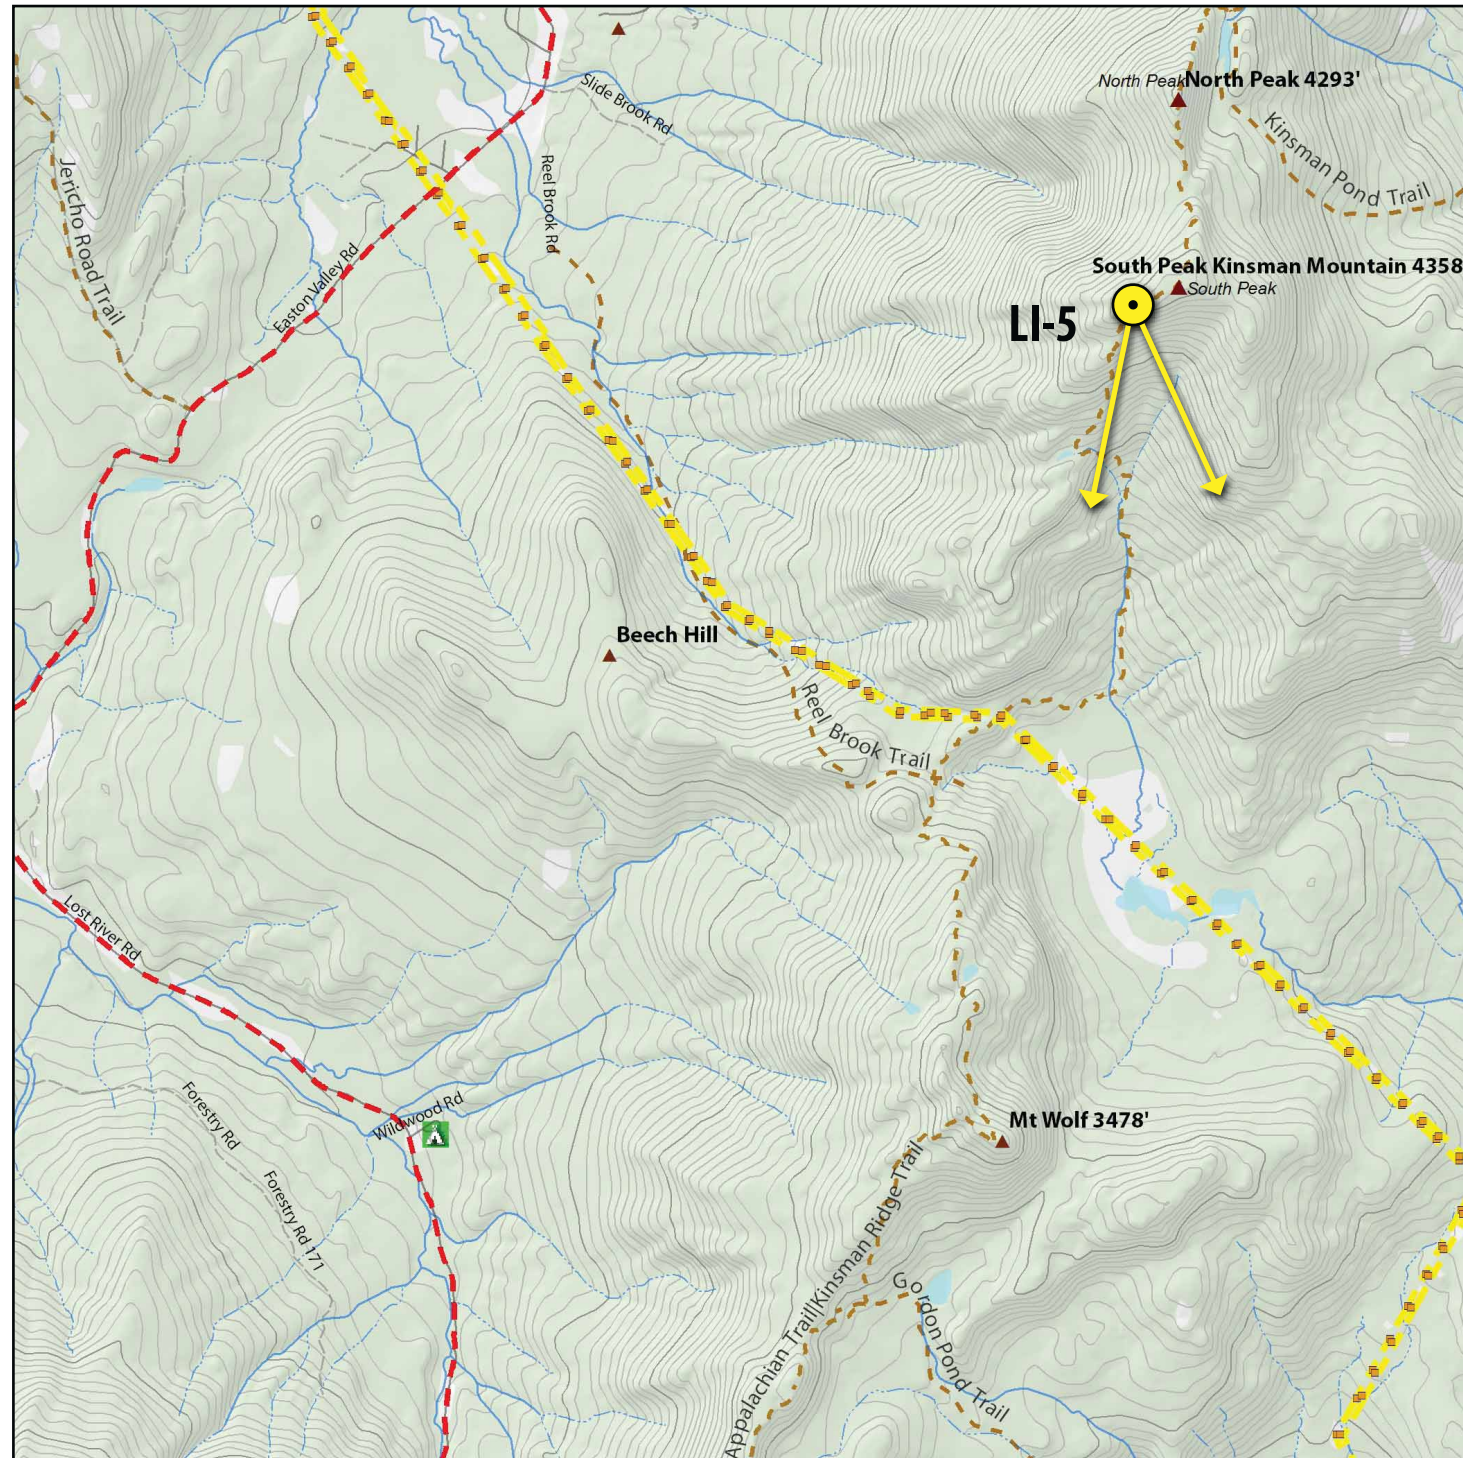 North Peak
North Peak 4293'
Slide Brook Rd
Kinsman Pond Trail
Reel Brook Rd
Jericho Road Trail
Easton Valley Rd
South Peak Kinsman Mountain 4358
South Peak
LI-5
Beech Hill
Reel Brook Trail
Lost River Rd
Wildwood Rd
Forestry Rd
Forestry Rd 171
Mt Wolf 3478'
Appalachian Trail|Kinsman Ridge Trail
Gordon Pond Trail